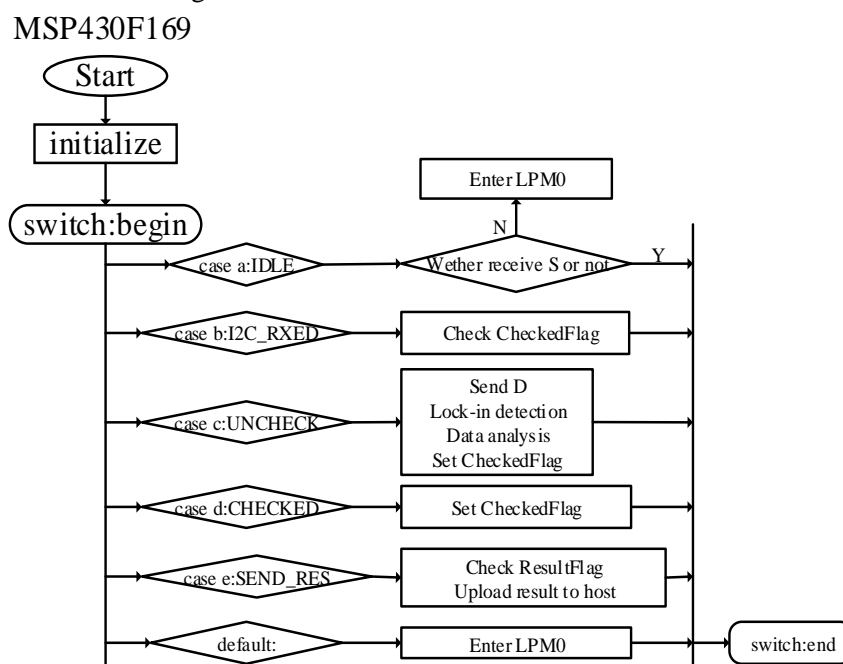 MSP430F169
Start
initialize
switch:begin
Enter LPM0
N
case a:IDLE
Wether receive S or not
Y
case b:I2C_RXED
Check CheckedFlag
case c:UNCHECK
Send D
Lock-in detection
Data analysis
Set CheckedFlag
case d:CHECKED
Set CheckedFlag
case e:SEND_RES
Check ResultFlag
Upload result to host
default:
Enter LPM0
switch:end